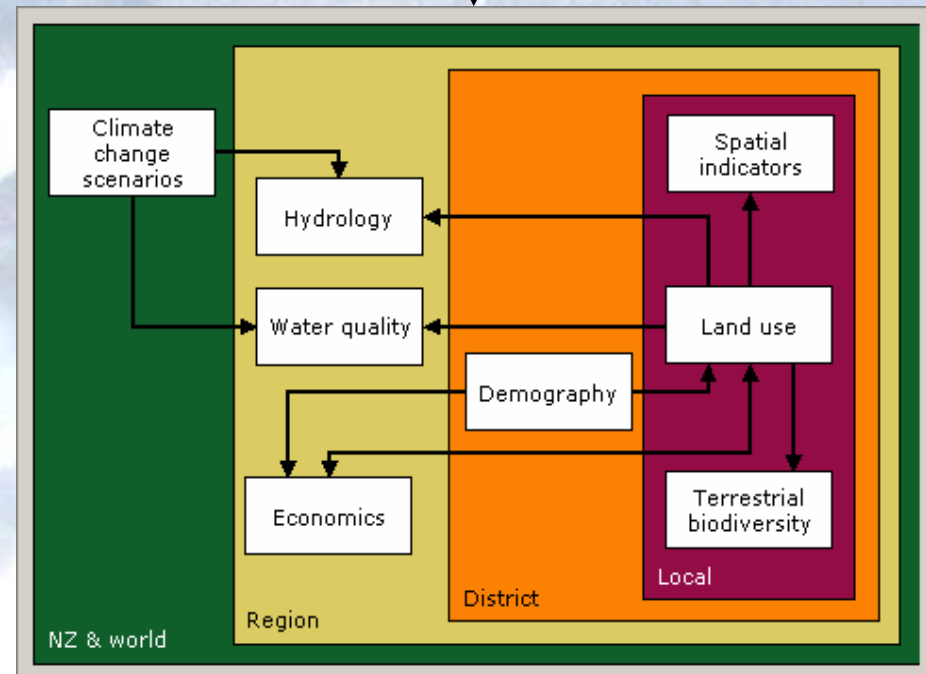 Climate
change
scenarios
Spatial
indicators
Hydrology
Water quality
Land use
Demography
Economics
Terrestrial
biodiversity
Local
District
Region
NZ & world